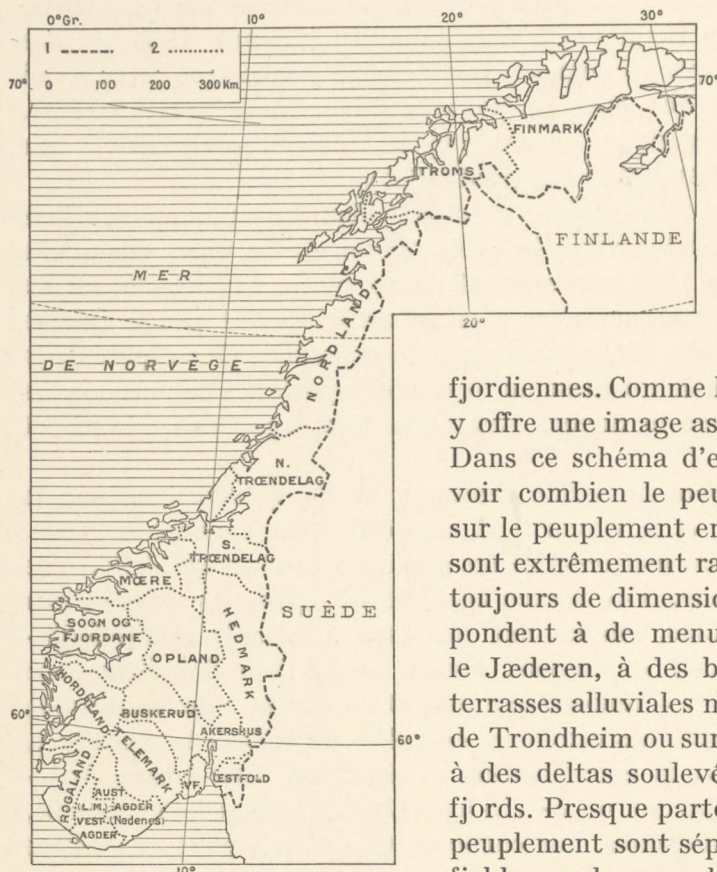 0° Gr. 10° 20° 30°
1 2
0 100 200 300 Km.
70° 70°
FINMARK
TROMS
FINLANDE
MER
20°
NORDLAND
DE NORVÈGE
N.
TRŒNDELAG
S.
TRŒNDELAG
MŒRE
SUÈDE
HEDMARK
SOGN OG
FJORDANE
OPLAND
HORDALAND
BUSKERUD
60°
TELEMARK
AKERSHUS
60°
ROGALAND
V.F.
ŒSTFOLD
AUST
(L.M.) AGDER
VEST. (Nedenes)
AGDER
10°
fjordiennes. Comme
y offre une image as
Dans ce schéma d'e
voir combien le peu
sur le peuplement en
sont extrêmement ra
toujours de dimensio
pondent à de menu
le Jæderen, à des b
terrasses alluviales
de Trondheim ou sur
à des deltas soulevé
fjords. Presque parto
peuplement sont sép